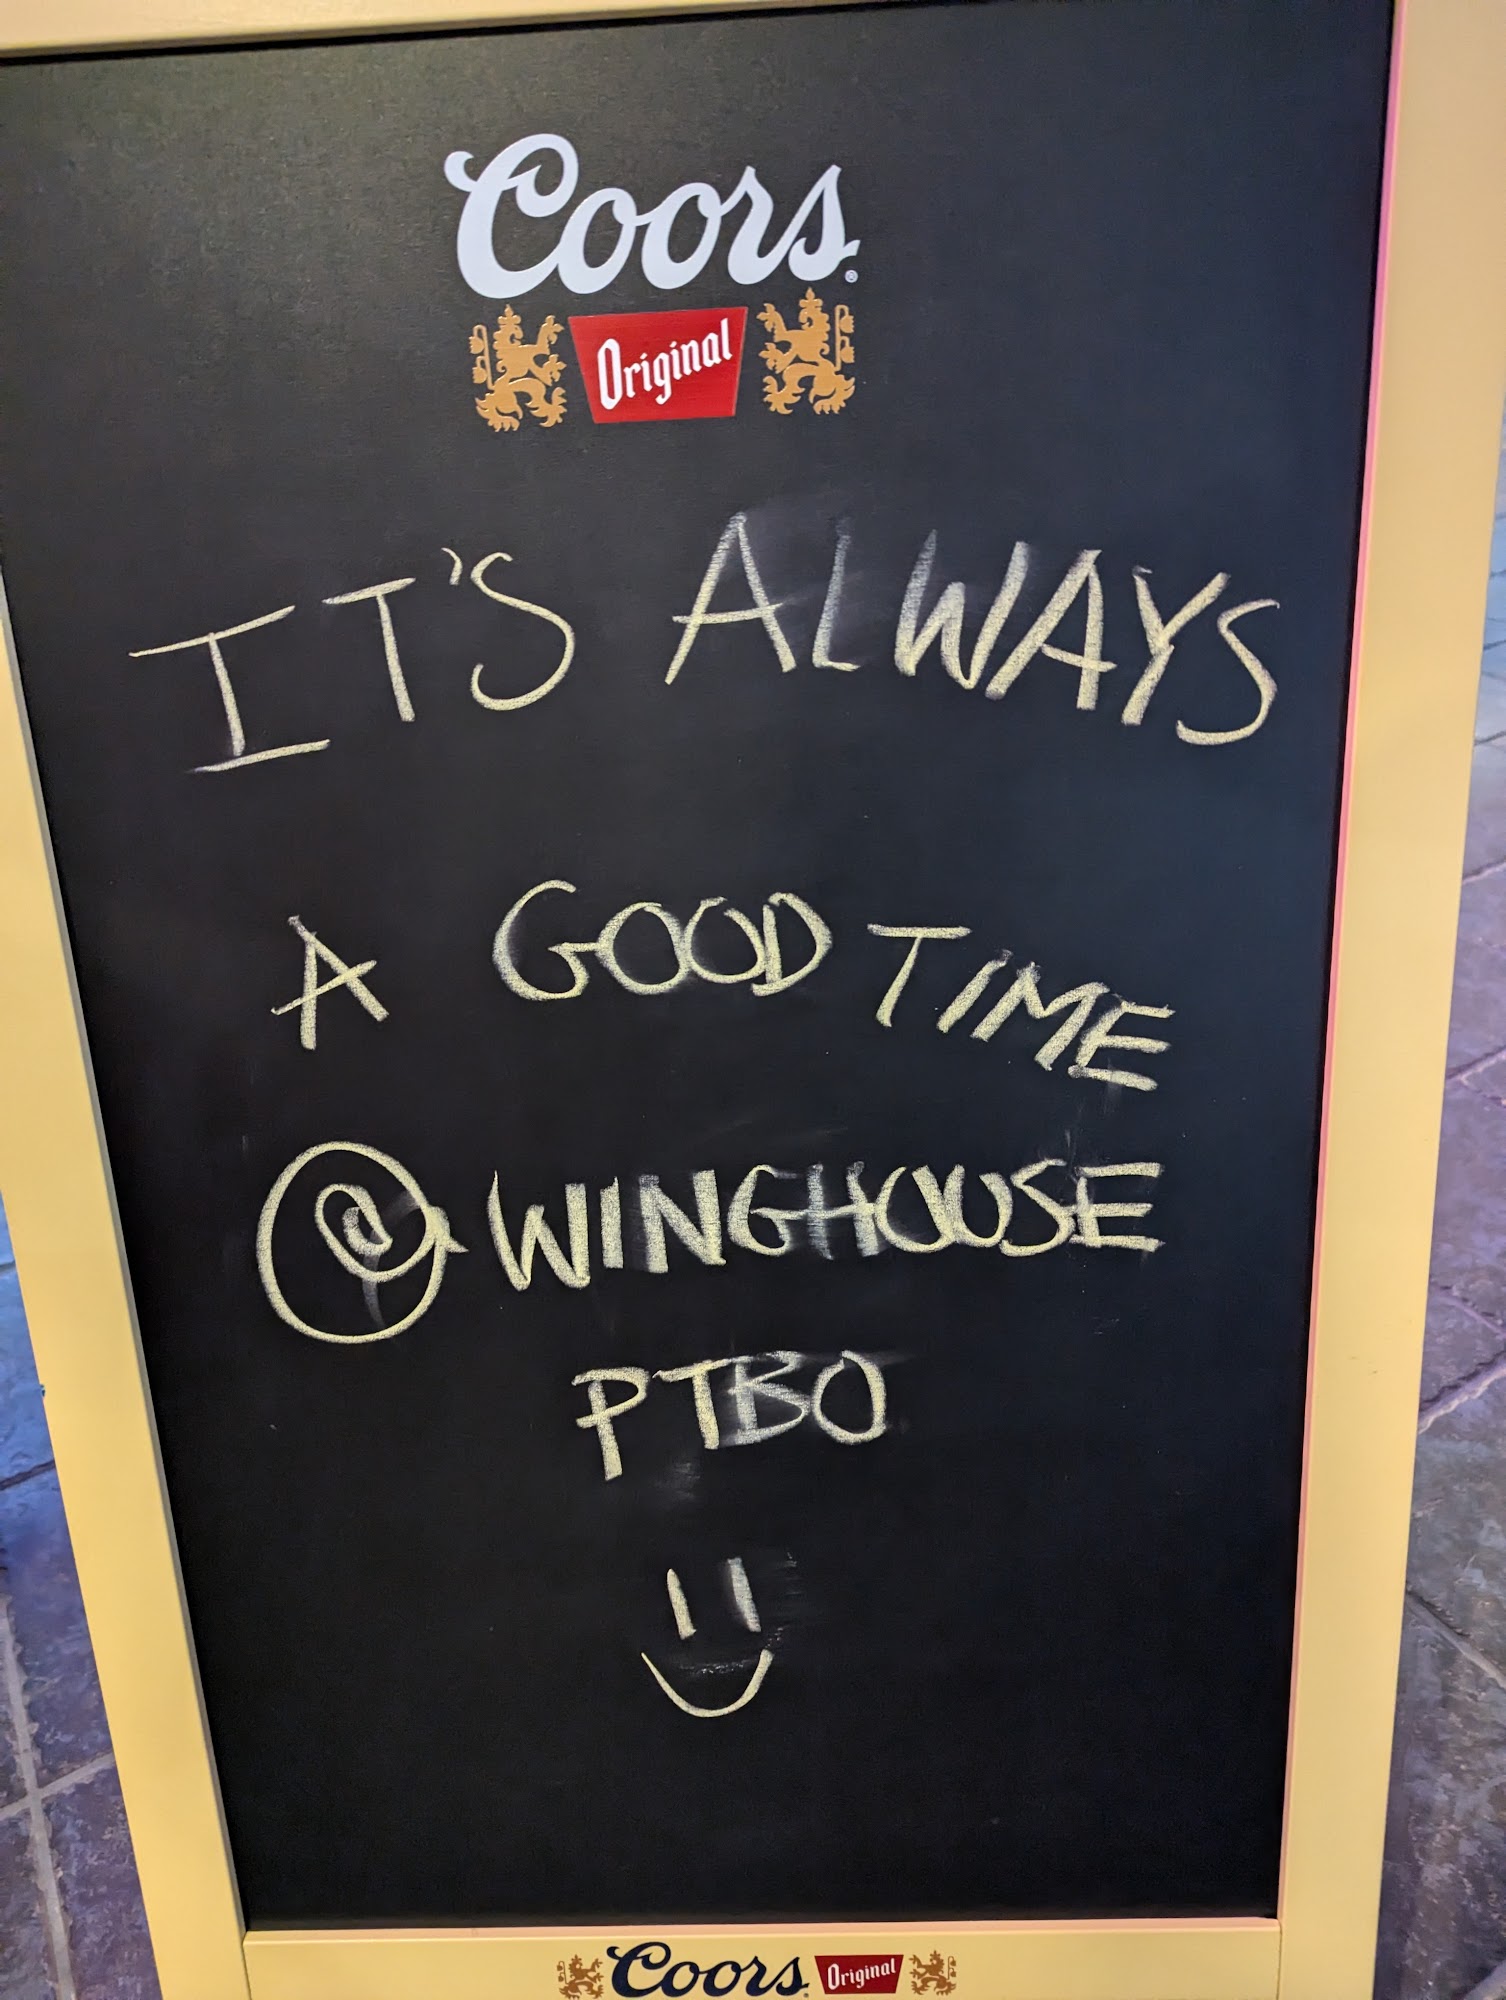 Coors
Original
IT'S ALWAYS
A GOOD TIME
@WINGHOUSE
PTBO
Coors Original